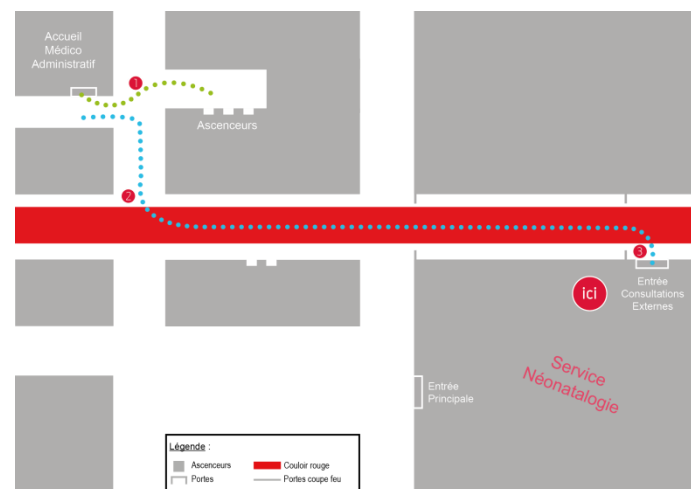 Accueil
Médico
Administratif
1
Ascenceurs
2
3
ici
Entrée
Consultations
Externes
Service
Néonatalogie
Entrée
Principale
Légende :
Ascenceurs
Couloir rouge
Portes
Portes coupe feu